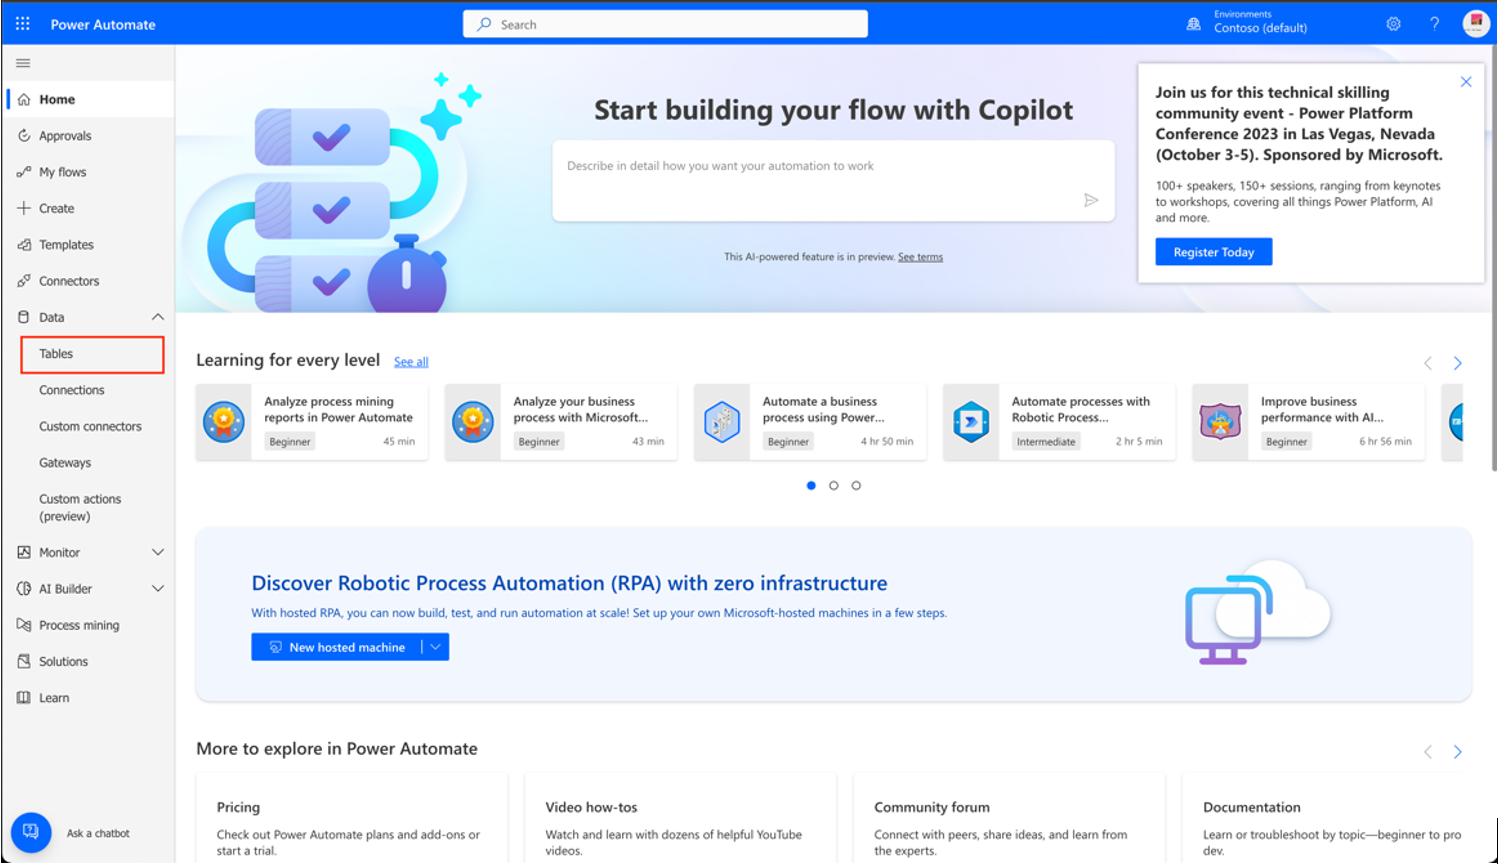 Power Automate
Search
Environments
Contoso (default)
?
Home
Approvals
My flows
Create
Templates
Connectors
Data
Tables
Connections
Custom connectors
Gateways
Custom actions
(preview)
Monitor
AI Builder
Process mining
Solutions
Learn
Ask a chatbot
Start building your flow with Copilot
Describe in detail how you want your automation to work
This AI-powered feature is in preview. See terms
Join us for this technical skilling
community event - Power Platform
Conference 2023 in Las Vegas, Nevada
(October 3-5). Sponsored by Microsoft.
100+ speakers, 150+ sessions, ranging from keynotes
to workshops, covering all things Power Platform, AI
and more.
Register Today
Learning for every level See all
Analyze process mining
reports in Power Automate
Beginner 45 min
Analyze your business
process with Microsoft...
Beginner 43 min
Automate a business
process using Power...
Beginner 4 hr 50 min
Automate processes with
Robotic Process...
Intermediate 2 hr 5 min
Improve business
performance with AI...
Beginner 6 hr 56 min
Discover Robotic Process Automation (RPA) with zero infrastructure
With hosted RPA, you can now build, test, and run automation at scale! Set up your own Microsoft-hosted machines in a few steps.
New hosted machine
More to explore in Power Automate
Pricing
Check out Power Automate plans and add-ons or
start a trial.
Video how-tos
Watch and learn with dozens of helpful YouTube
videos.
Community forum
Connect with peers, share ideas, and learn from
the experts.
Documentation
Learn or troubleshoot by topic—beginner to pro
dev.